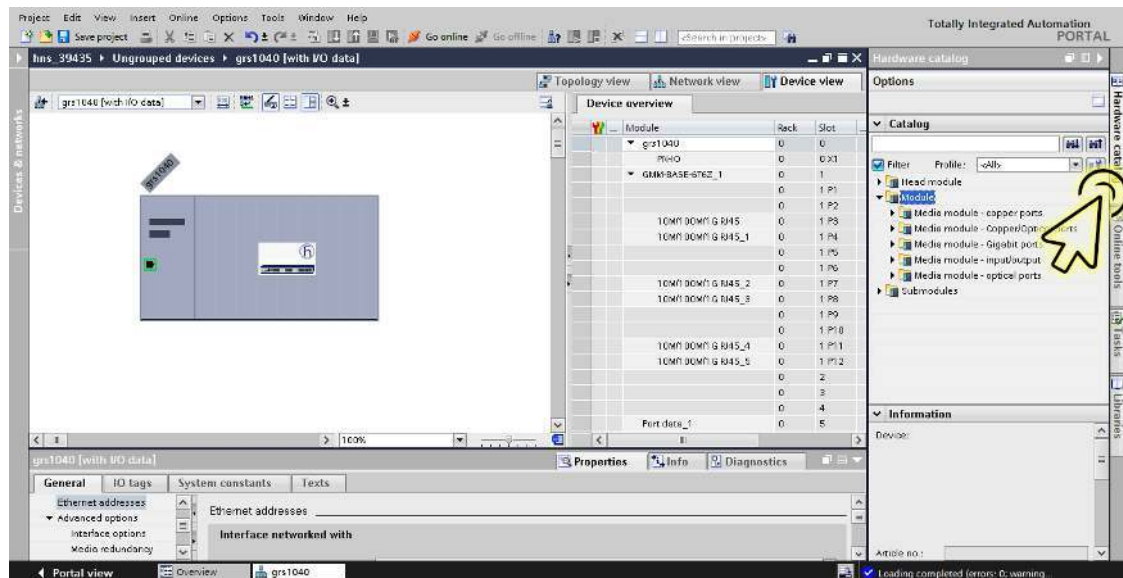 Project Edit View Insert Online Options Tools Window Help
Totally Integrated Automation
PORTAL
Save project Go online Go offline <Search in project>
hns_39435 ▸ Ungrouped devices ▸ grs1040 [with I/O data]
Hardware catalog
Topology view Network view Device view
Options
grs1040 [with I/O data]
Device overview
Catalog
Module Rack Slot
grs1040 0 0
PN-IO 0 0 X1
GMM-BASE-6T6Z_1 0 1
0 1 P1
0 1 P2
10M/100M/1G RJ45 0 1 P3
10M/100M/1G RJ45_1 0 1 P4
0 1 P5
0 1 P6
10M/100M/1G RJ45_2 0 1 P7
10M/100M/1G RJ45_3 0 1 P8
0 1 P9
0 1 P10
10M/100M/1G RJ45_4 0 1 P11
10M/100M/1G RJ45_5 0 1 P12
0 2
0 3
0 4
Port data_1 0 5
Filter Profile: <All>
Head module
Module
Media module - copper ports
Media module - Copper/Optical ports
Media module - Gigabit ports
Media module - input/output
Media module - optical ports
Submodules
grs1040
Devices & networks
Hardware catalog
Online tools
Tasks
Libraries
Information
Device:
Article no.:
100%
grs1040 [with I/O data]
Properties Info Diagnostics
General IO tags System constants Texts
Ethernet addresses
Advanced options
Interface options
Media redundancy
Ethernet addresses
Interface networked with
Portal view Overview grs1040
Loading completed (errors: 0; warning...